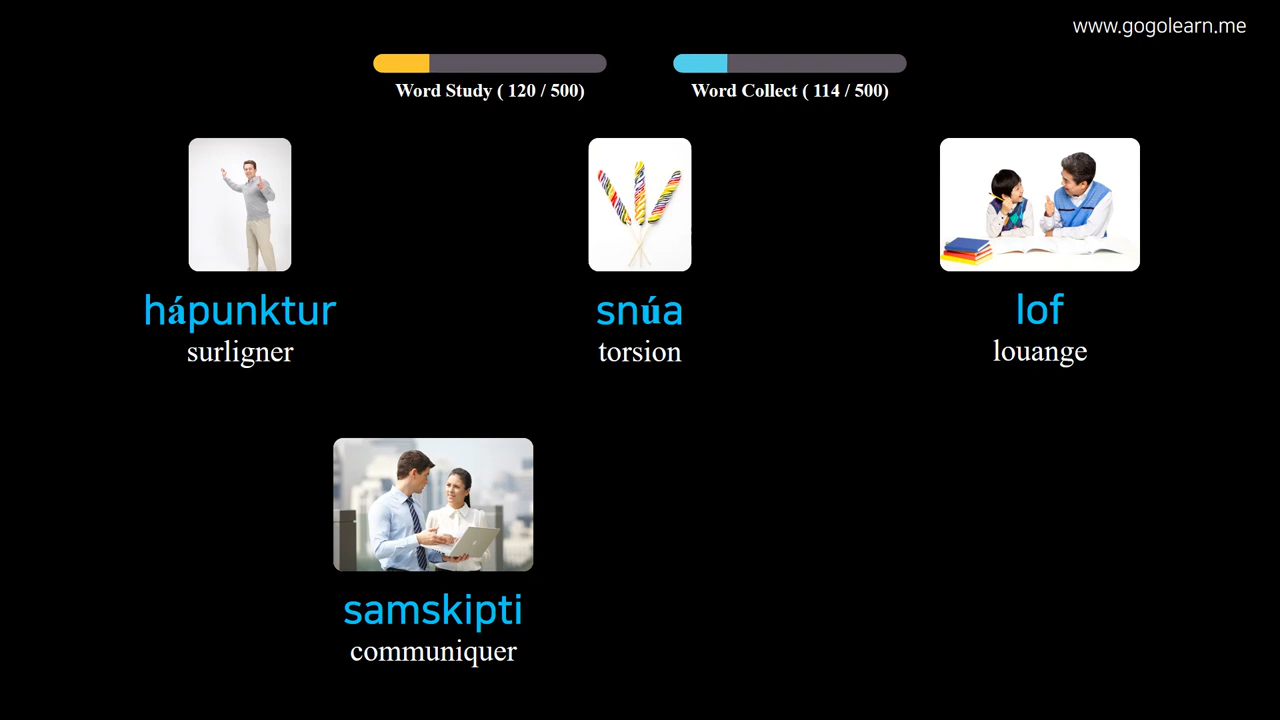 www.gogolearn.me
Word Study ( 120 / 500)
Word Collect ( 114 / 500)
hápunktur
surligner
snúa
torsion
lof
louange
samskipti
communiquer